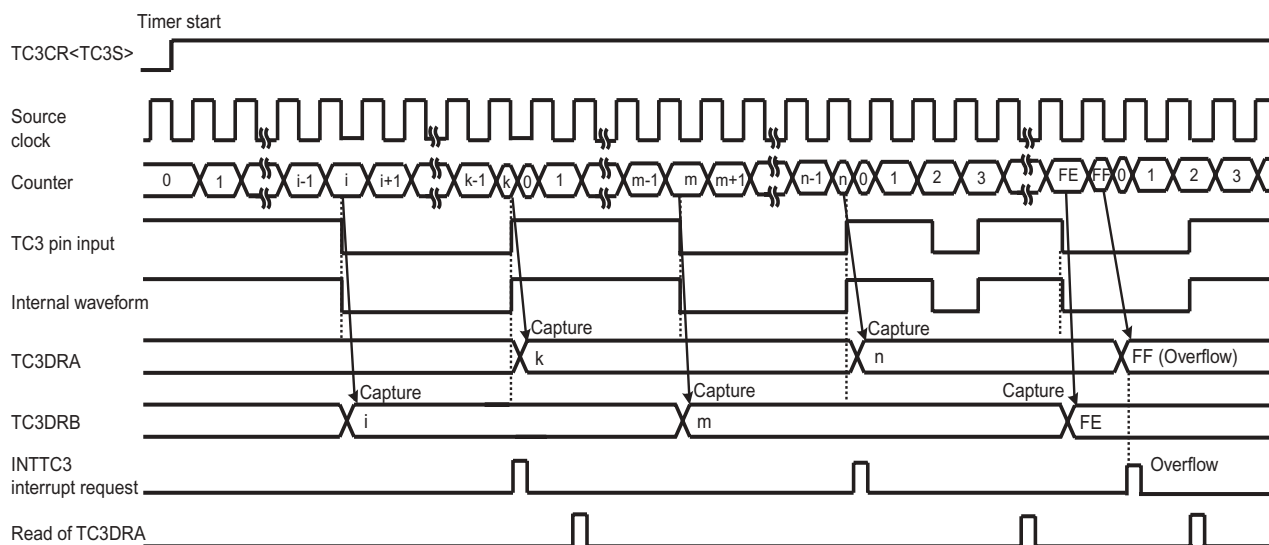 Timer start
TC3CR<TC3S>
Source
clock
Counter
0 1 i-1 i i+1 k-1 k 0 1 m-1 m m+1 n-1 n 0 1 2 3 FE FF 0 1 2 3
TC3 pin input
Internal waveform
Capture Capture
TC3DRA k n FF (Overflow)
Capture Capture Capture
TC3DRB i m FE
INTTC3 Overflow
interrupt request
Read of TC3DRA